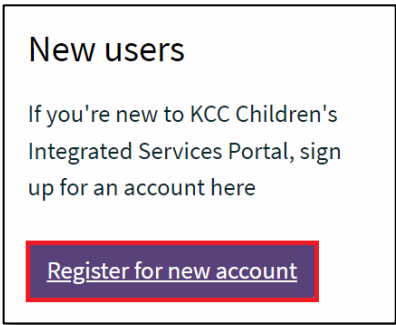 New users
If you're new to KCC Children's
Integrated Services Portal, sign
up for an account here
Register for new account